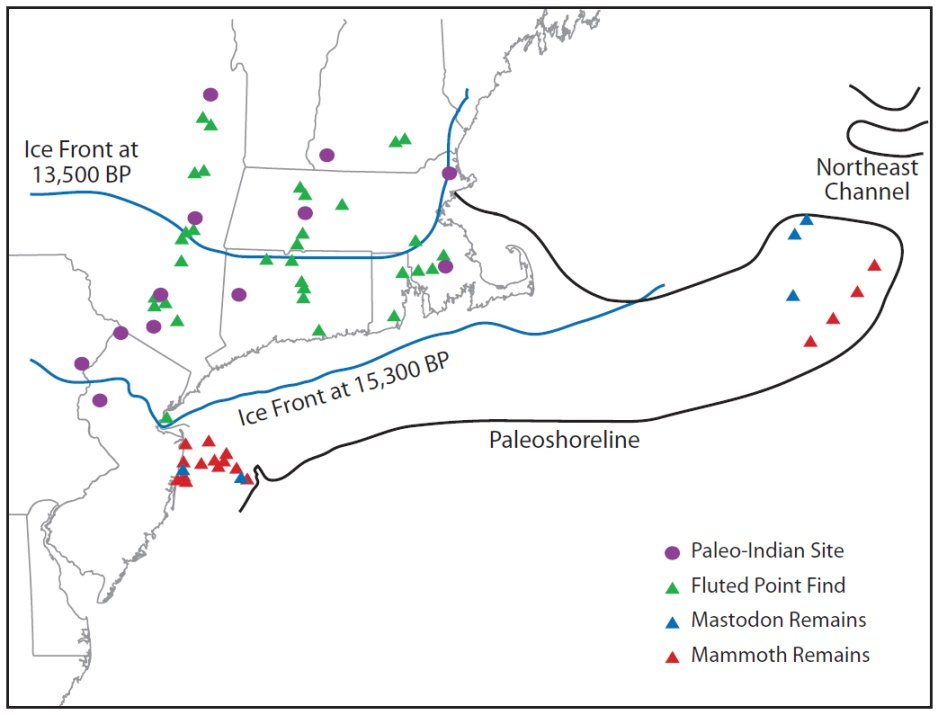 Ice Front at
13,500 BP
Northeast
Channel
Ice Front at 15,300 BP
Paleoshoreline
Paleo-Indian Site
Fluted Point Find
Mastodon Remains
Mammoth Remains